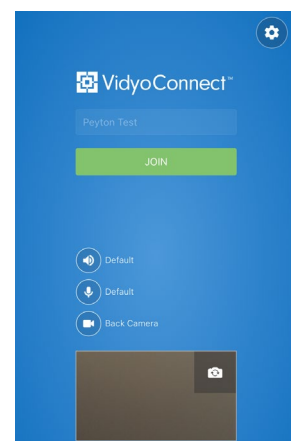 VidyoConnect™
Peyton Test
JOIN
Default
Default
Back Camera